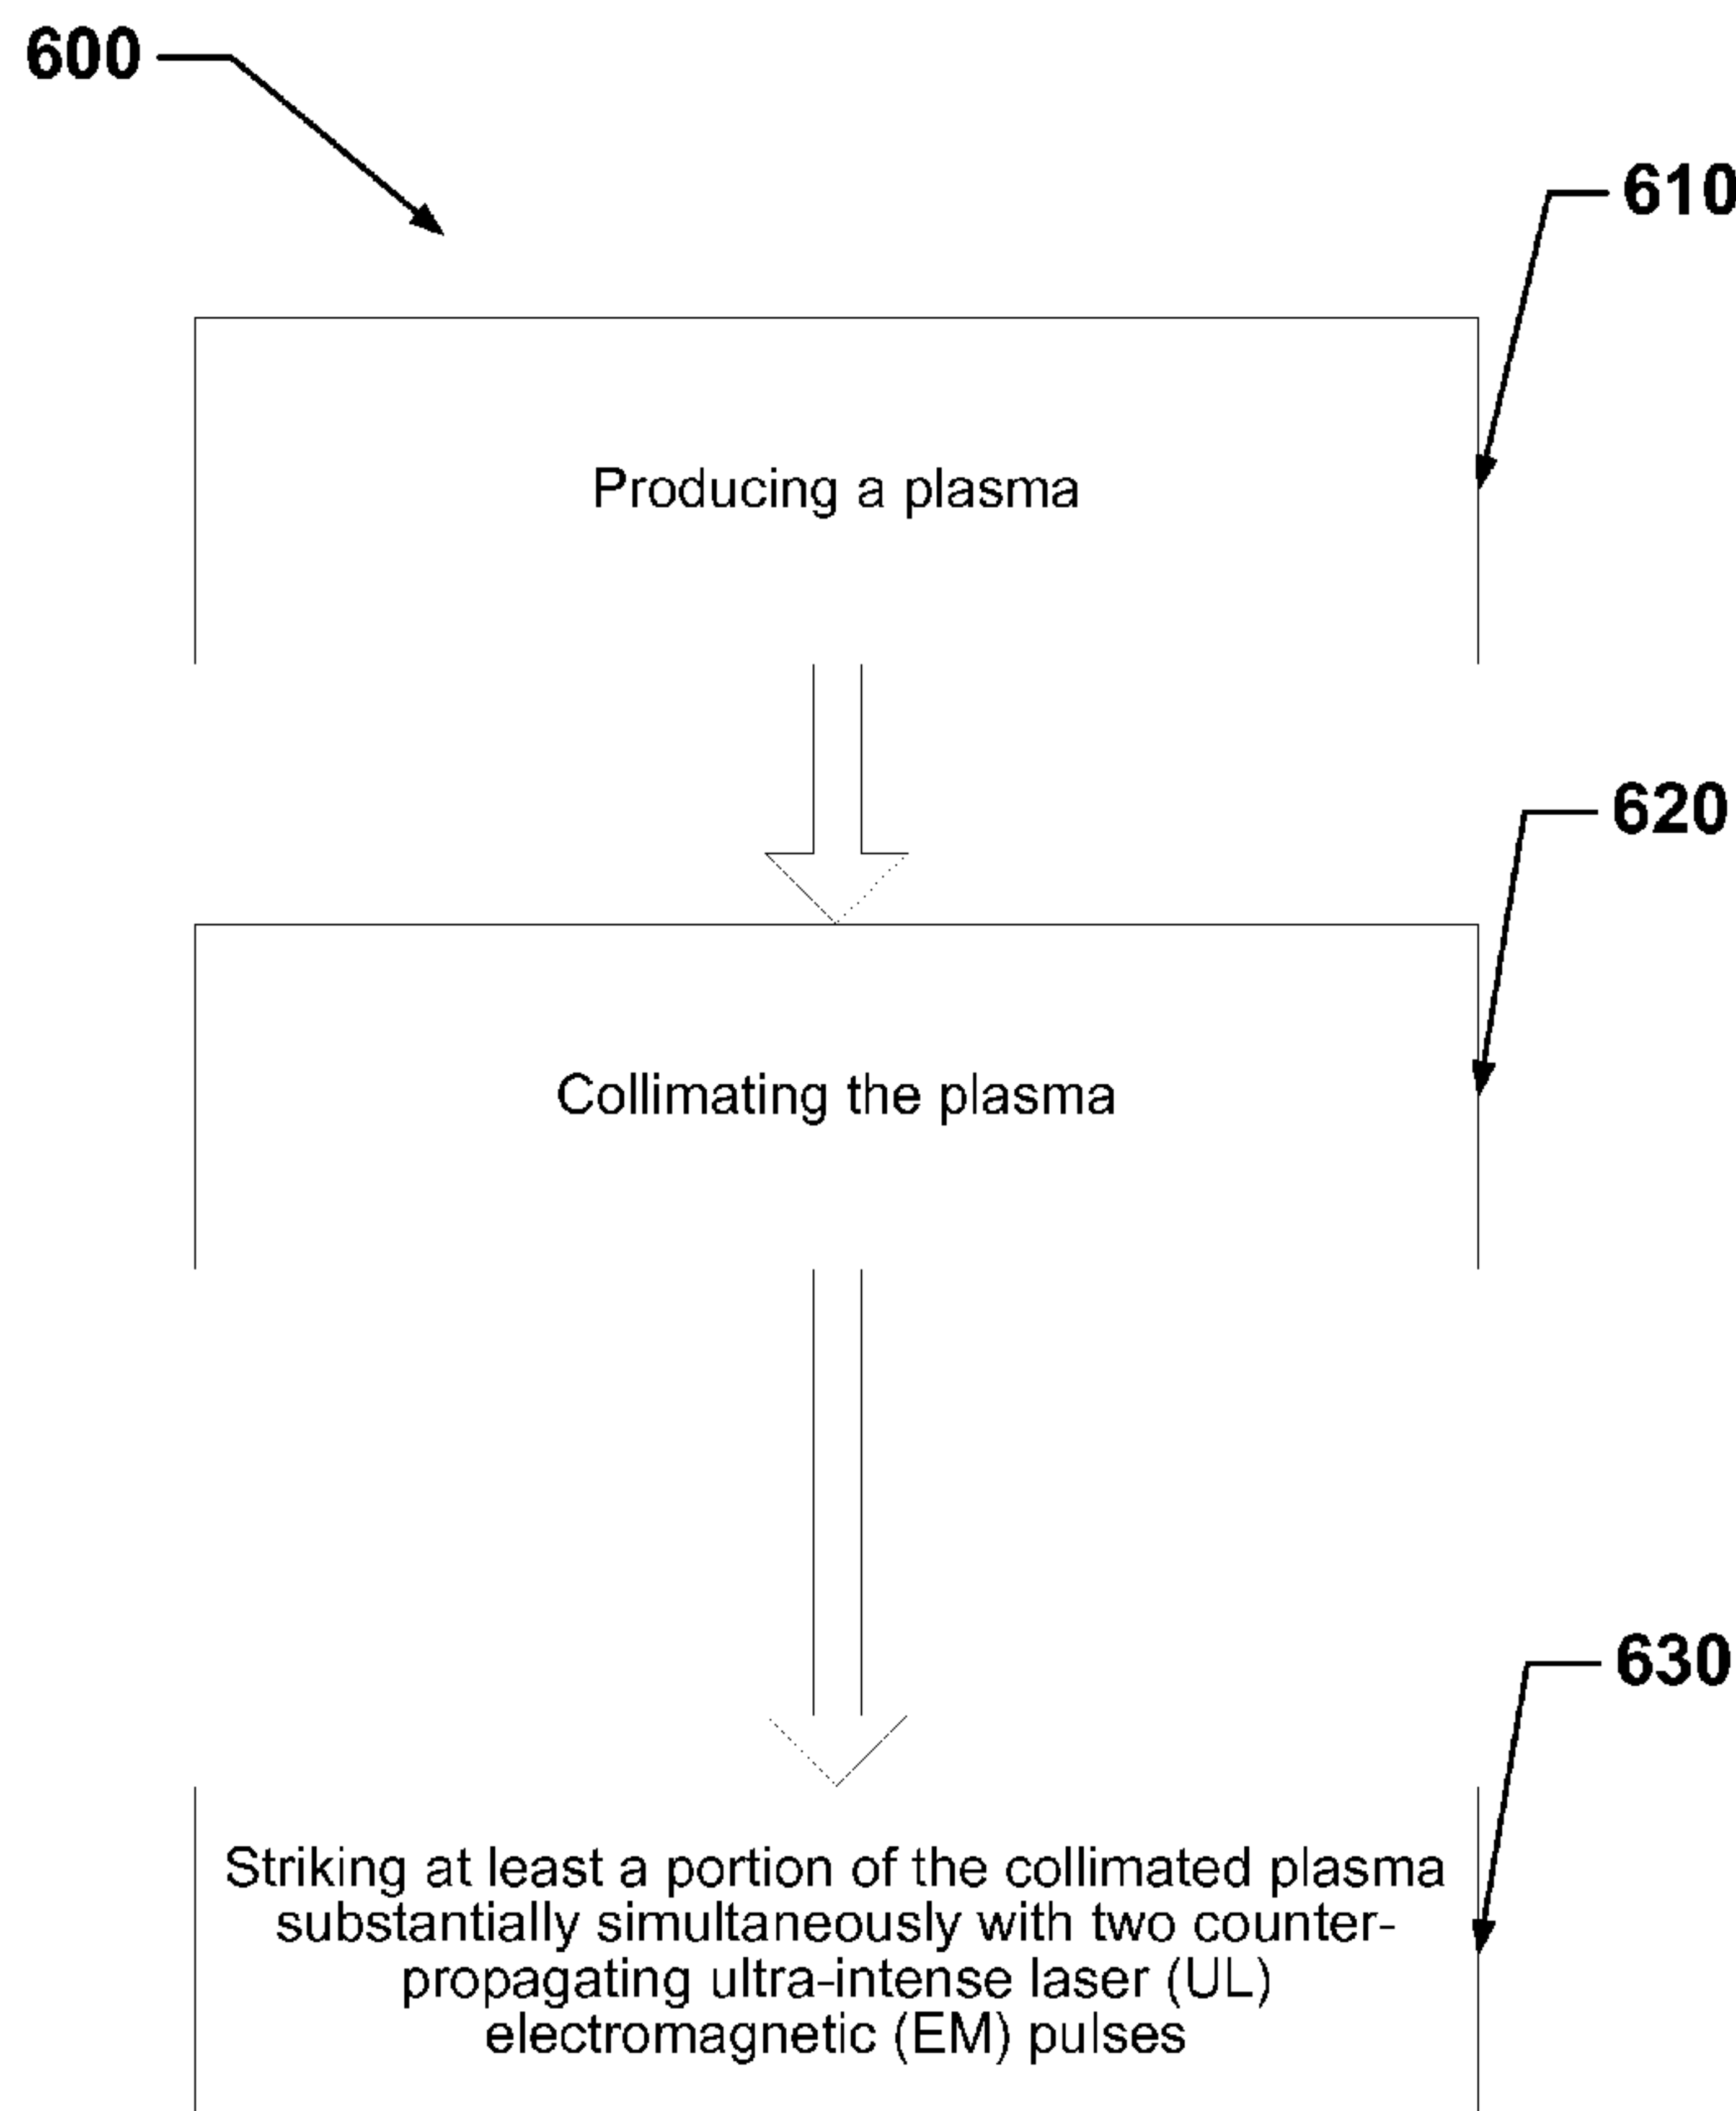 600
610
Producing a plasma
620
Collimating the plasma
630
Striking at least a portion of the collimated plasma
substantially simultaneously with two counter-
propagating ultra-intense laser (UL)
electromagnetic (EM) pulses